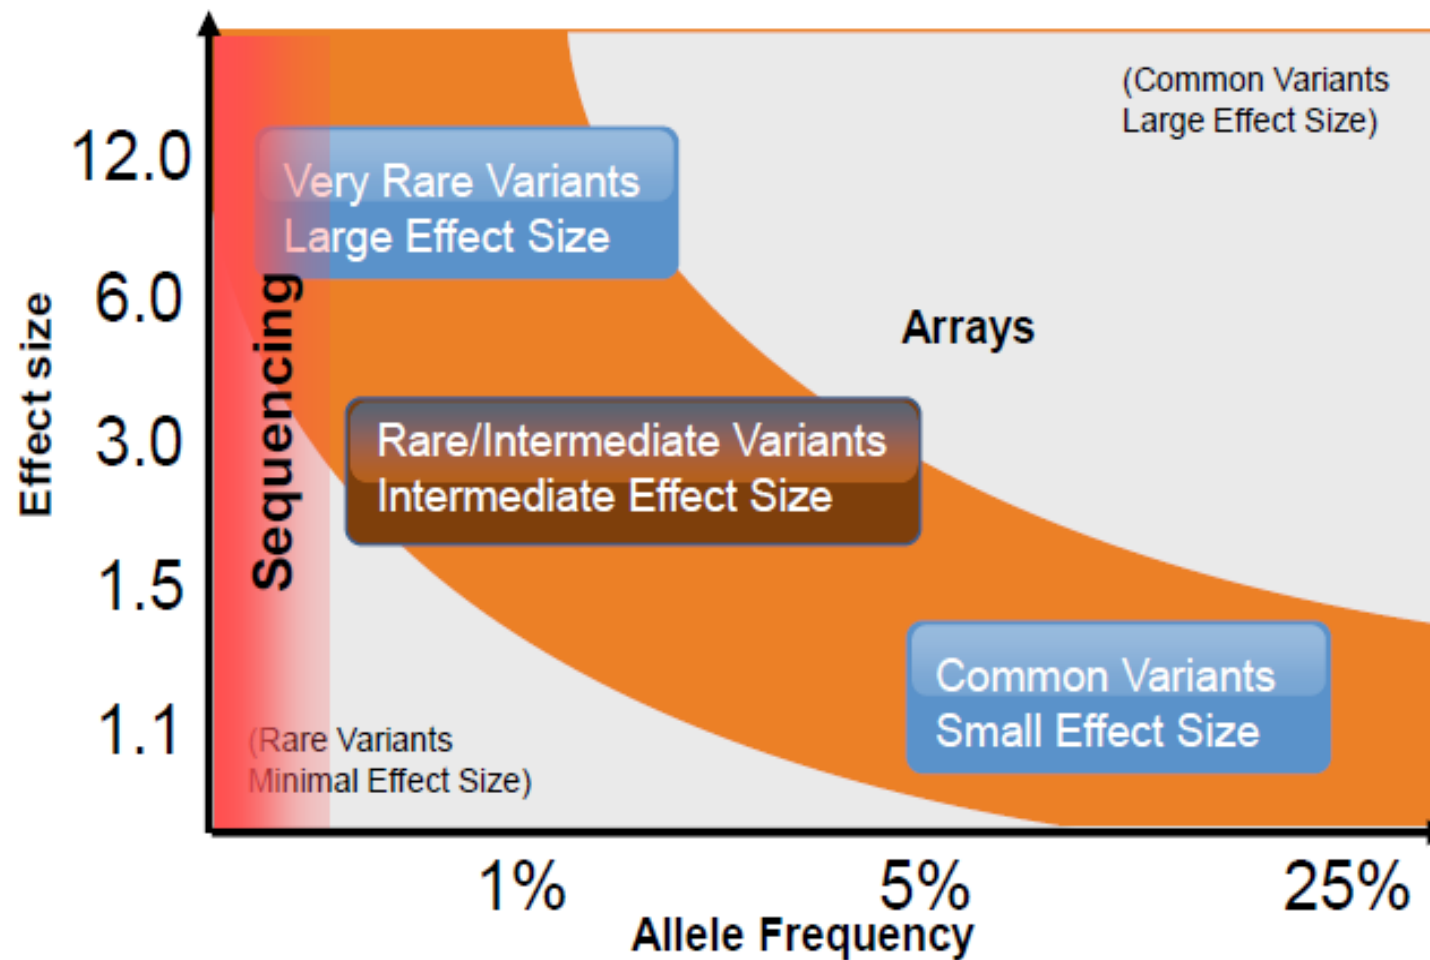 (Common Variants
Large Effect Size)
12.0
Very Rare Variants
Large Effect Size
6.0
Effect size
Sequencing
Arrays
3.0
Rare/Intermediate Variants
Intermediate Effect Size
1.5
Common Variants
Small Effect Size
1.1
(Rare Variants
Minimal Effect Size)
1%
5%
25%
Allele Frequency